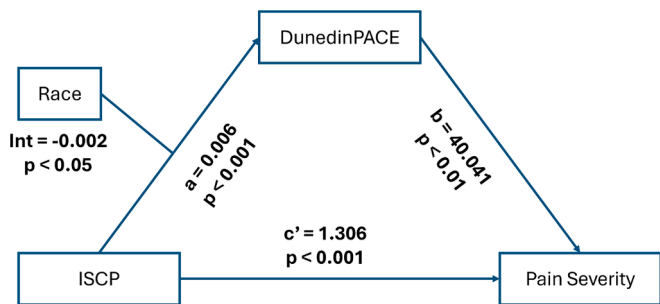 DunedinPACE
Race
Int = -0.002
p < 0.05
a = 0.006
p < 0.001
b = 40.041
p < 0.01
c' = 1.306
p < 0.001
ISCP
Pain Severity